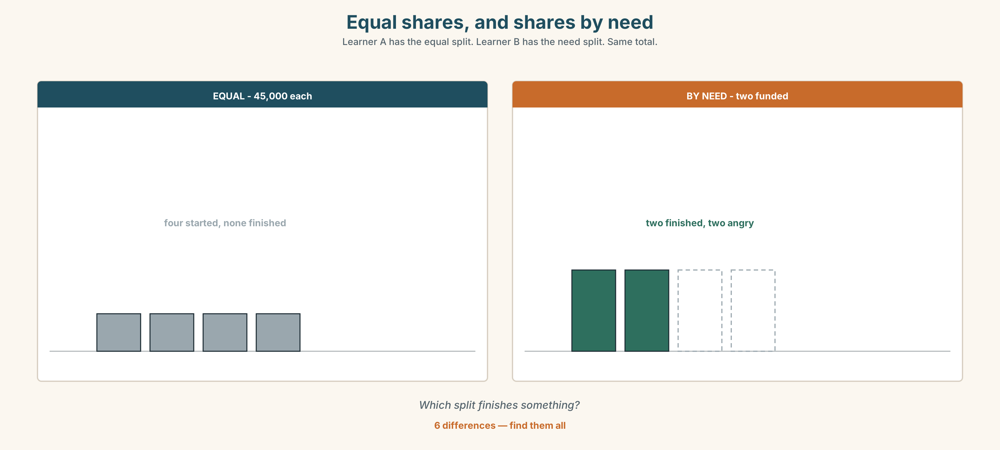 Equal shares, and shares by need
Learner A has the equal split. Learner B has the need split. Same total.
EQUAL - 45,000 each
BY NEED - two funded
four started, none finished
two finished, two angry
Which split finishes something?
6 differences — find them all